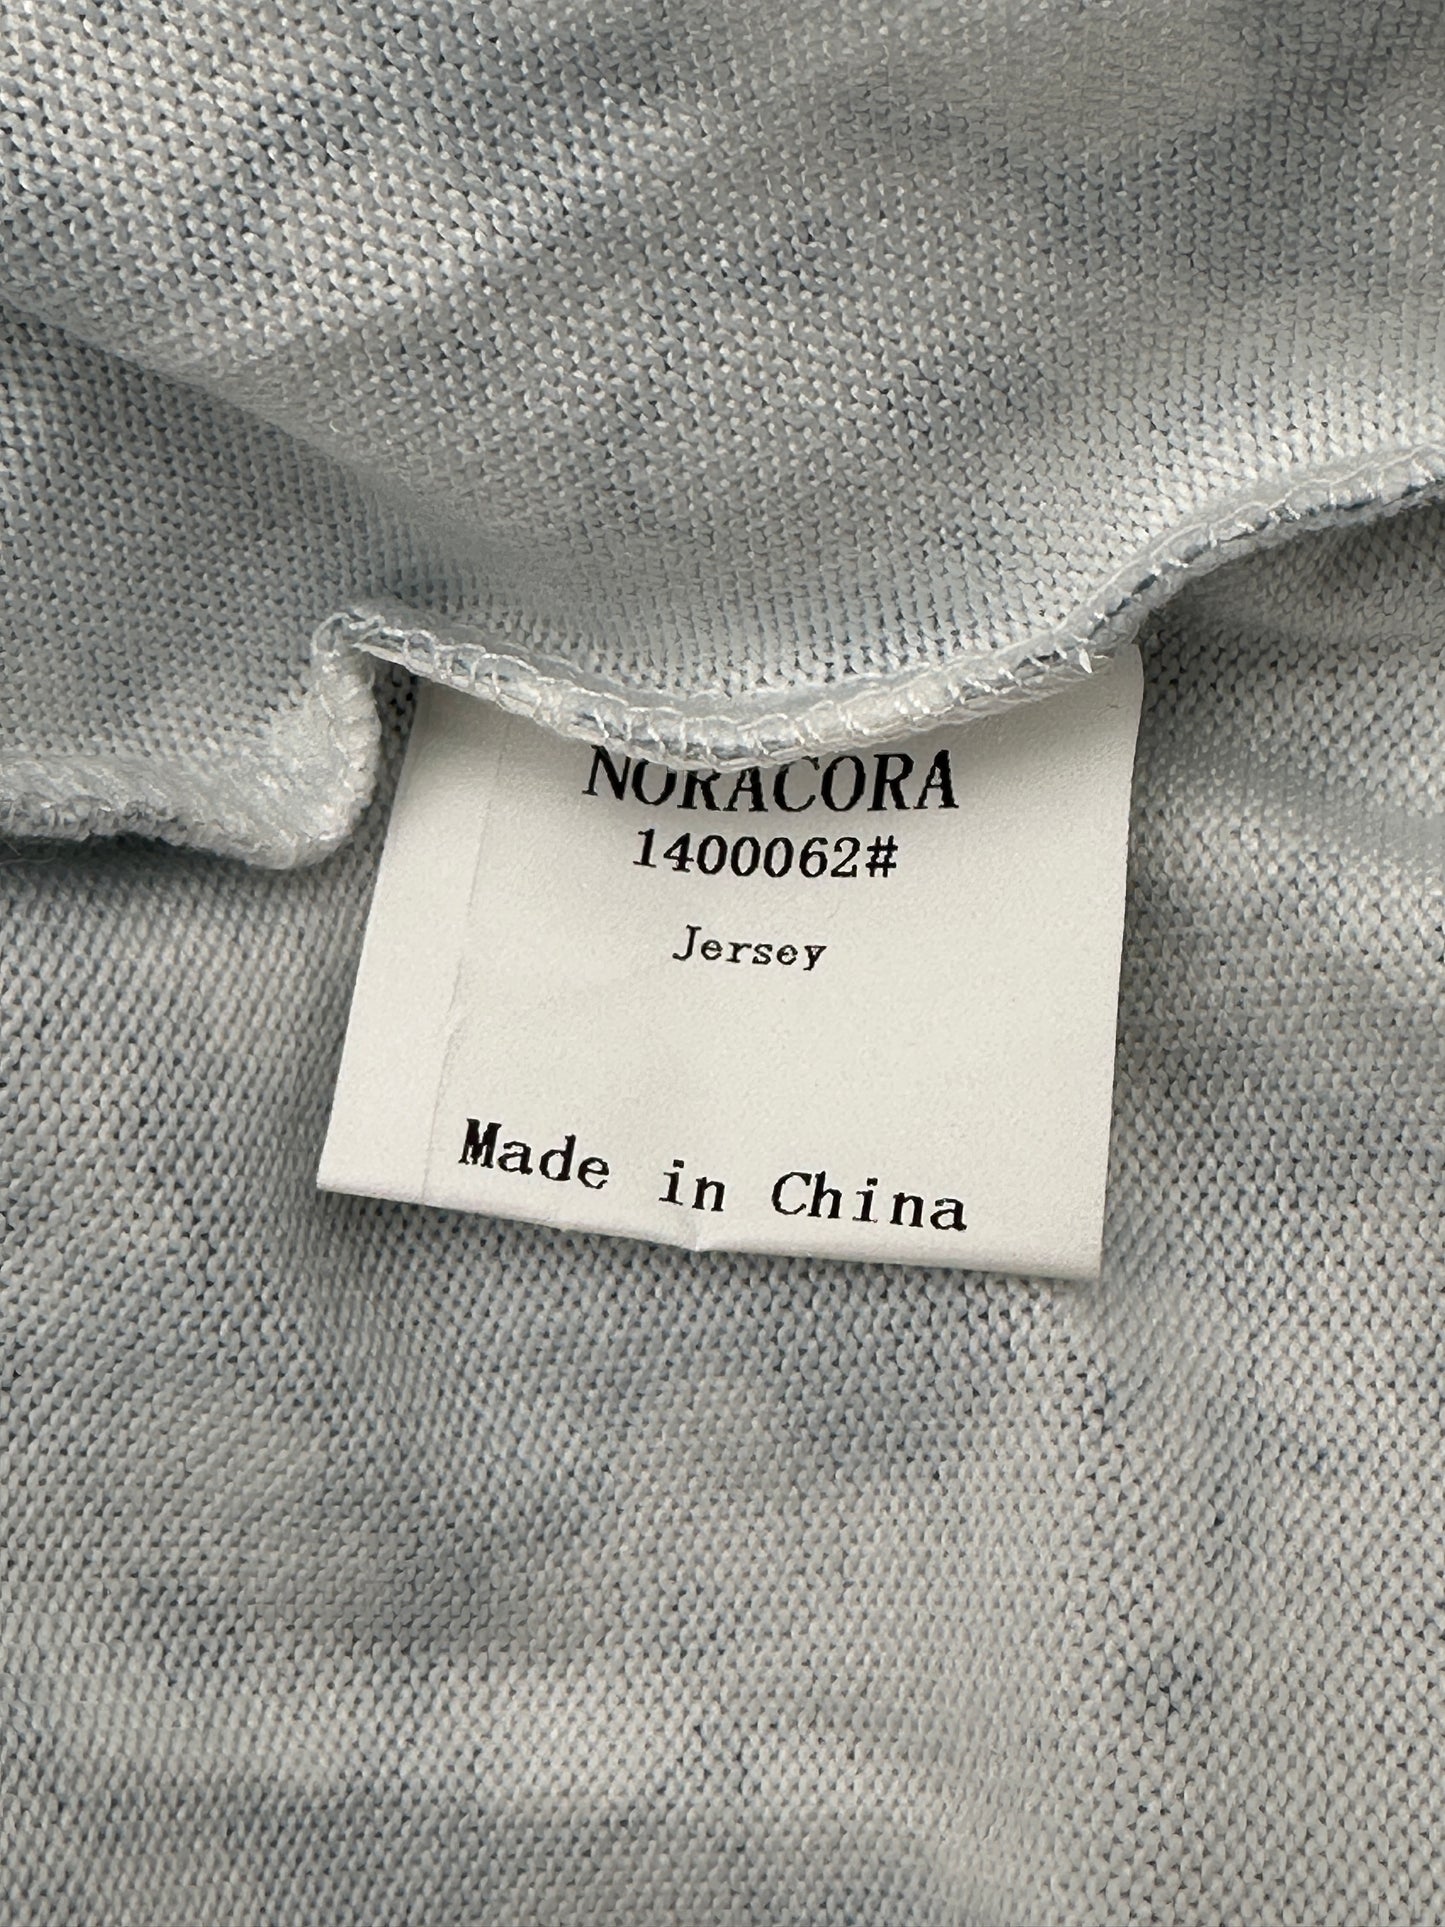 NORACORA
1400062#
Jersey
Made in China